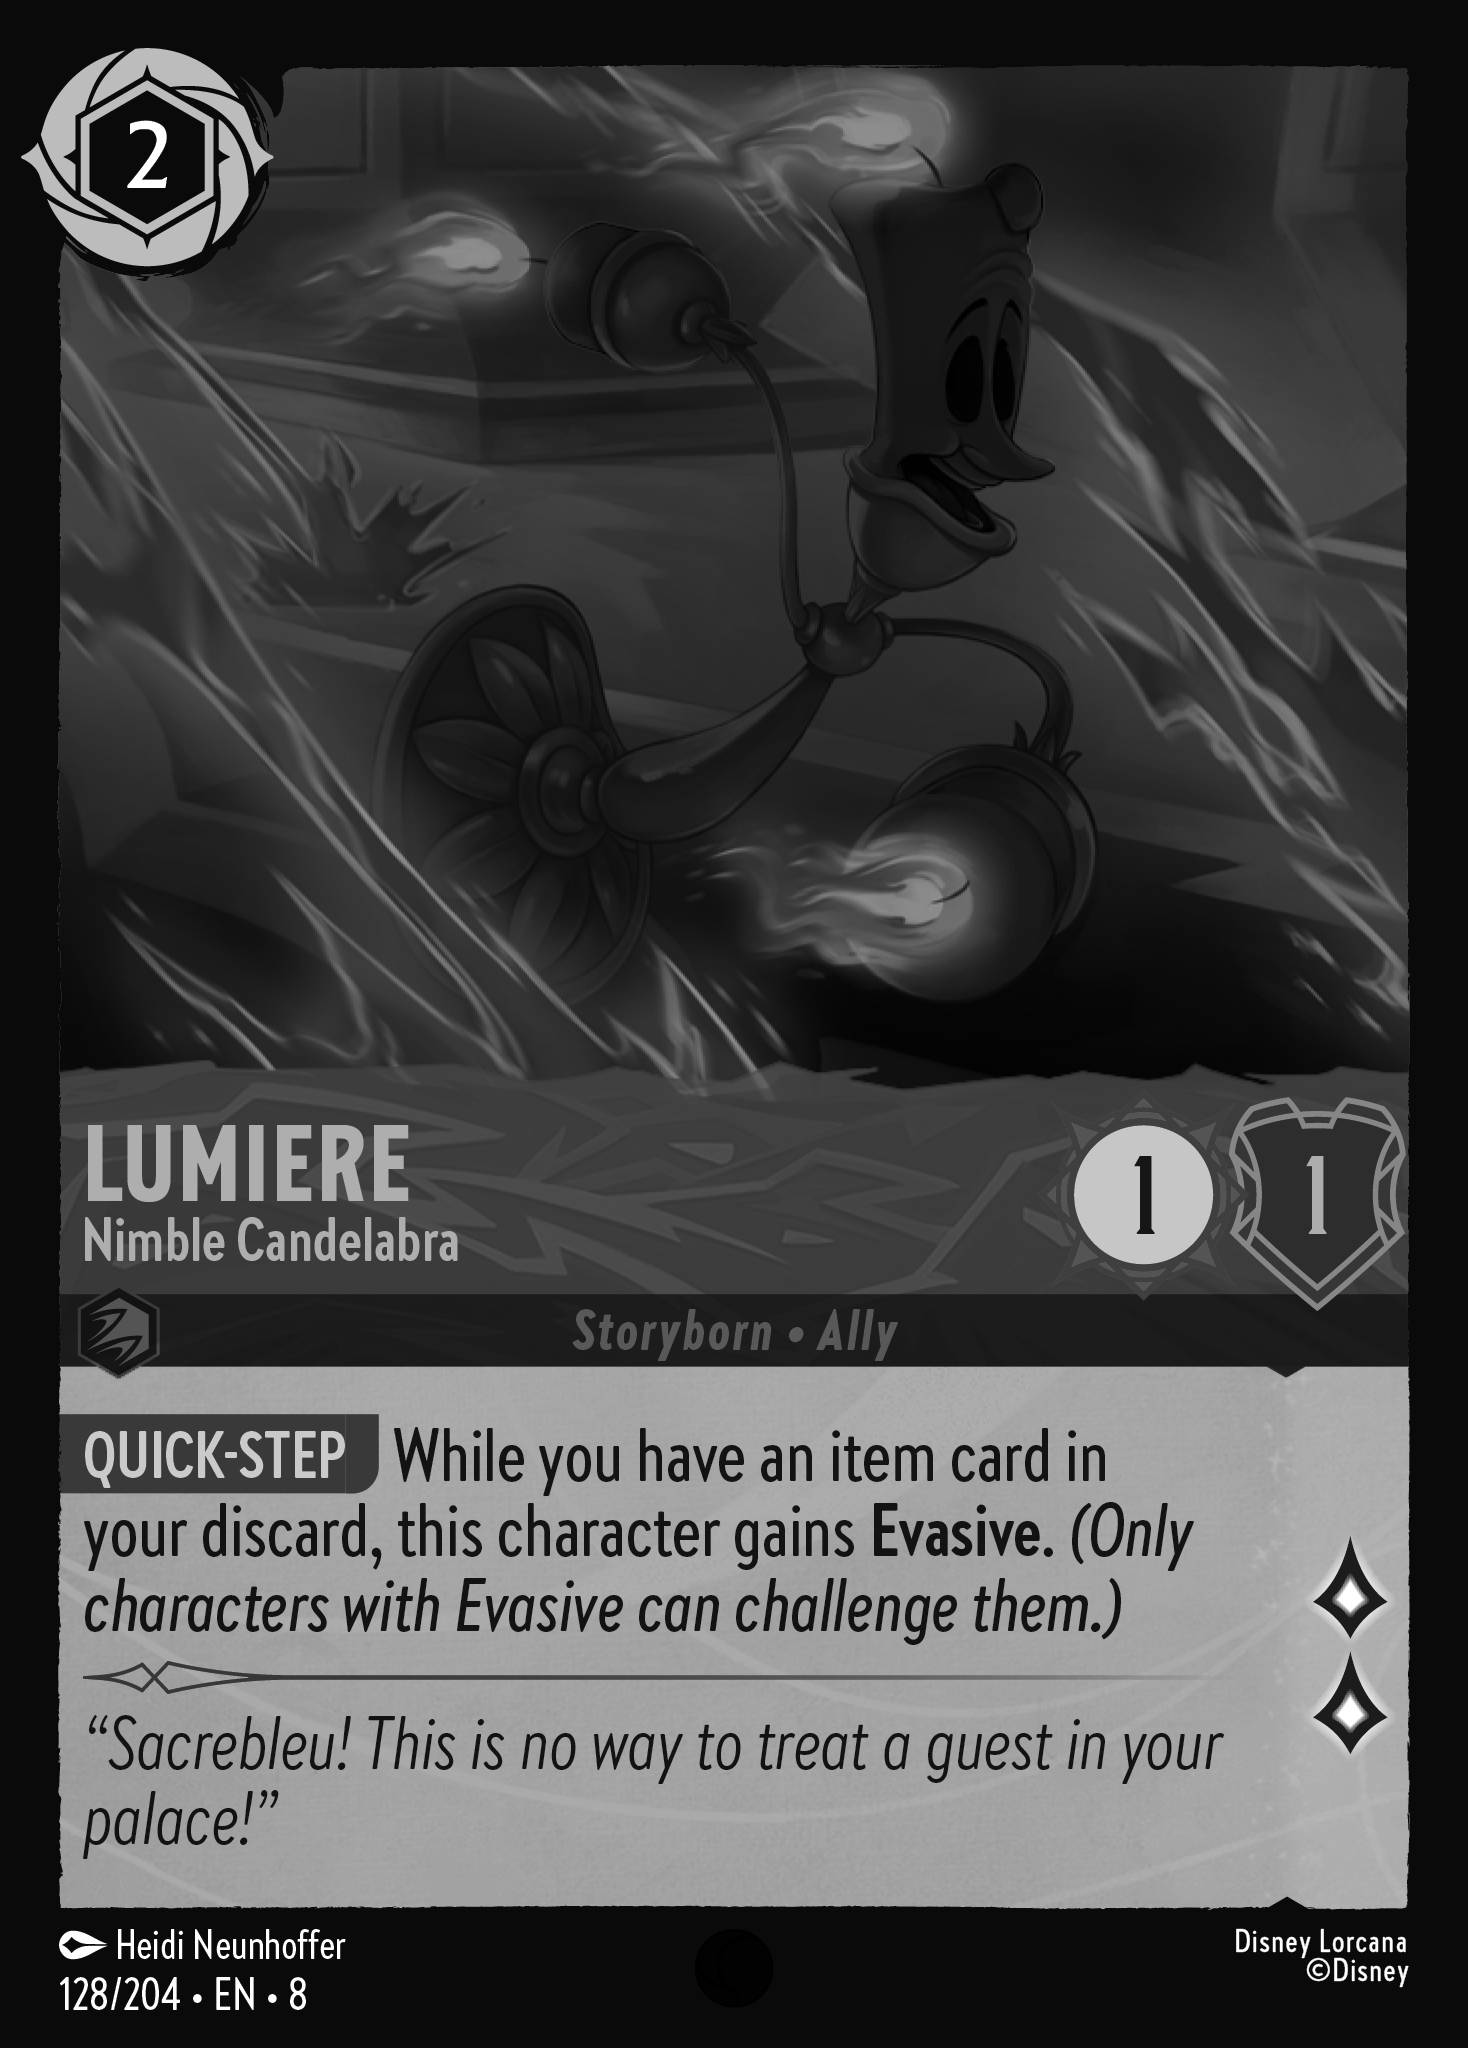 2
LUMIERE
Nimble Candelabra
1 1
Storyborn • Ally
QUICK-STEP While you have an item card in
your discard, this character gains Evasive. (Only
characters with Evasive can challenge them.)
“Sacrebleu! This is no way to treat a guest in your
palace!”
Heidi Neunhoffer
128/204 • EN • 8
Disney Lorcana
©Disney